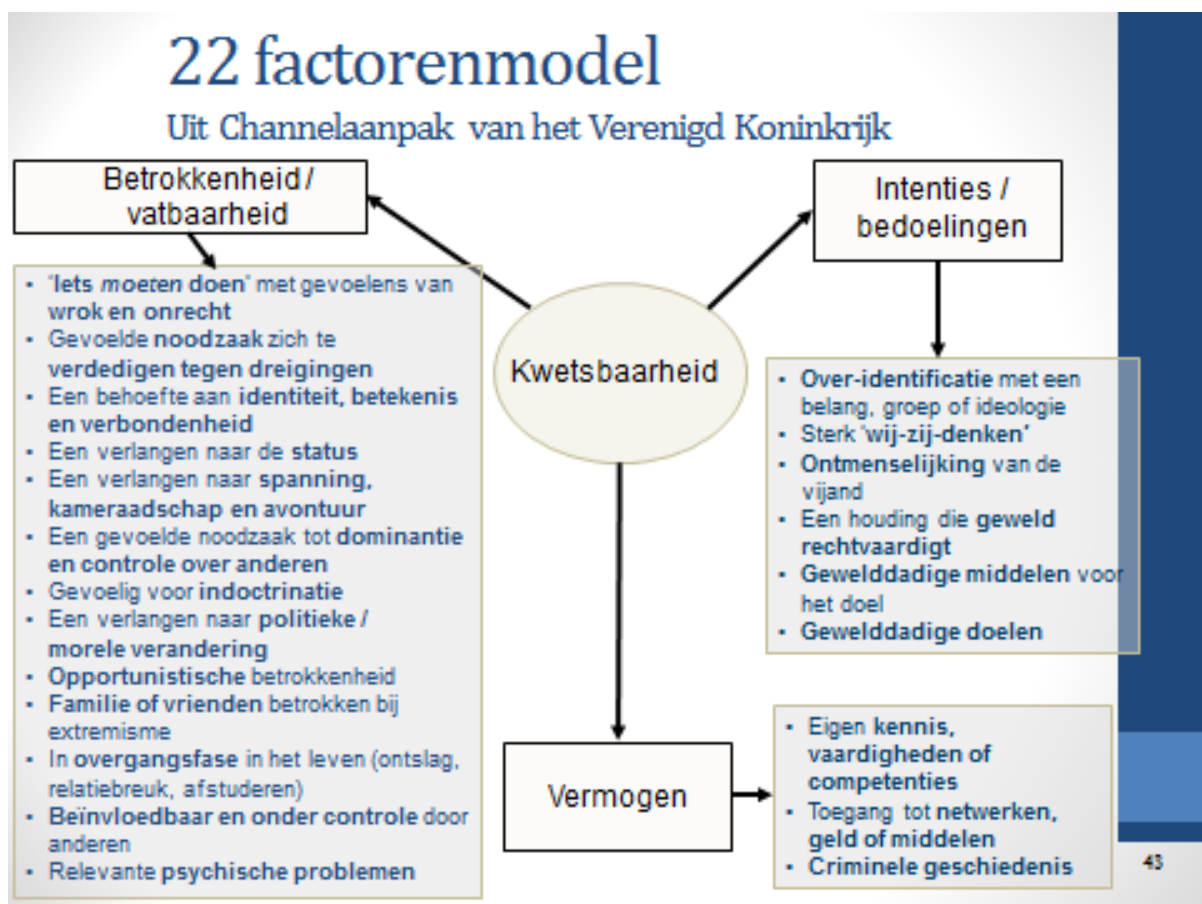 22 factorenmodel
Uit Channelaanpak van het Verenigd Koninkrijk
Betrokkenheid /
vatbaarheid
• 'Iets moeten doen' met gevoelens van
wrok en onrecht
• Gevoelde noodzaak zich te
verdedigen tegen dreigingen
• Een behoefte aan identiteit, betekenis
en verbondenheid
• Een verlangen naar de status
• Een verlangen naar spanning,
kameraadschap en avontuur
• Een gevoelde noodzaak tot dominantie
en controle over anderen
• Gevoelig voor indoctrinatie
• Een verlangen naar politieke /
morele verandering
• Opportunistische betrokkenheid
• Familie of vrienden betrokken bij
extremisme
• In overgangsfase in het leven (ontslag,
relatiebreuk, afstuderen)
• Beïnvloedbaar en onder controle door
anderen
• Relevante psychische problemen
Kwetsbaarheid
Intenties /
bedoelingen
• Over-identificatie met een
belang, groep of ideologie
• Sterk 'wij-zij-denken'
• Ontmenselijking van de
vijand
• Een houding die geweld
rechtvaardigt
• Gewelddadige middelen voor
het doel
• Gewelddadige doelen
Vermogen
• Eigen kennis,
vaardigheden of
competenties
• Toegang tot netwerken,
geld of middelen
• Criminele geschiedenis
43